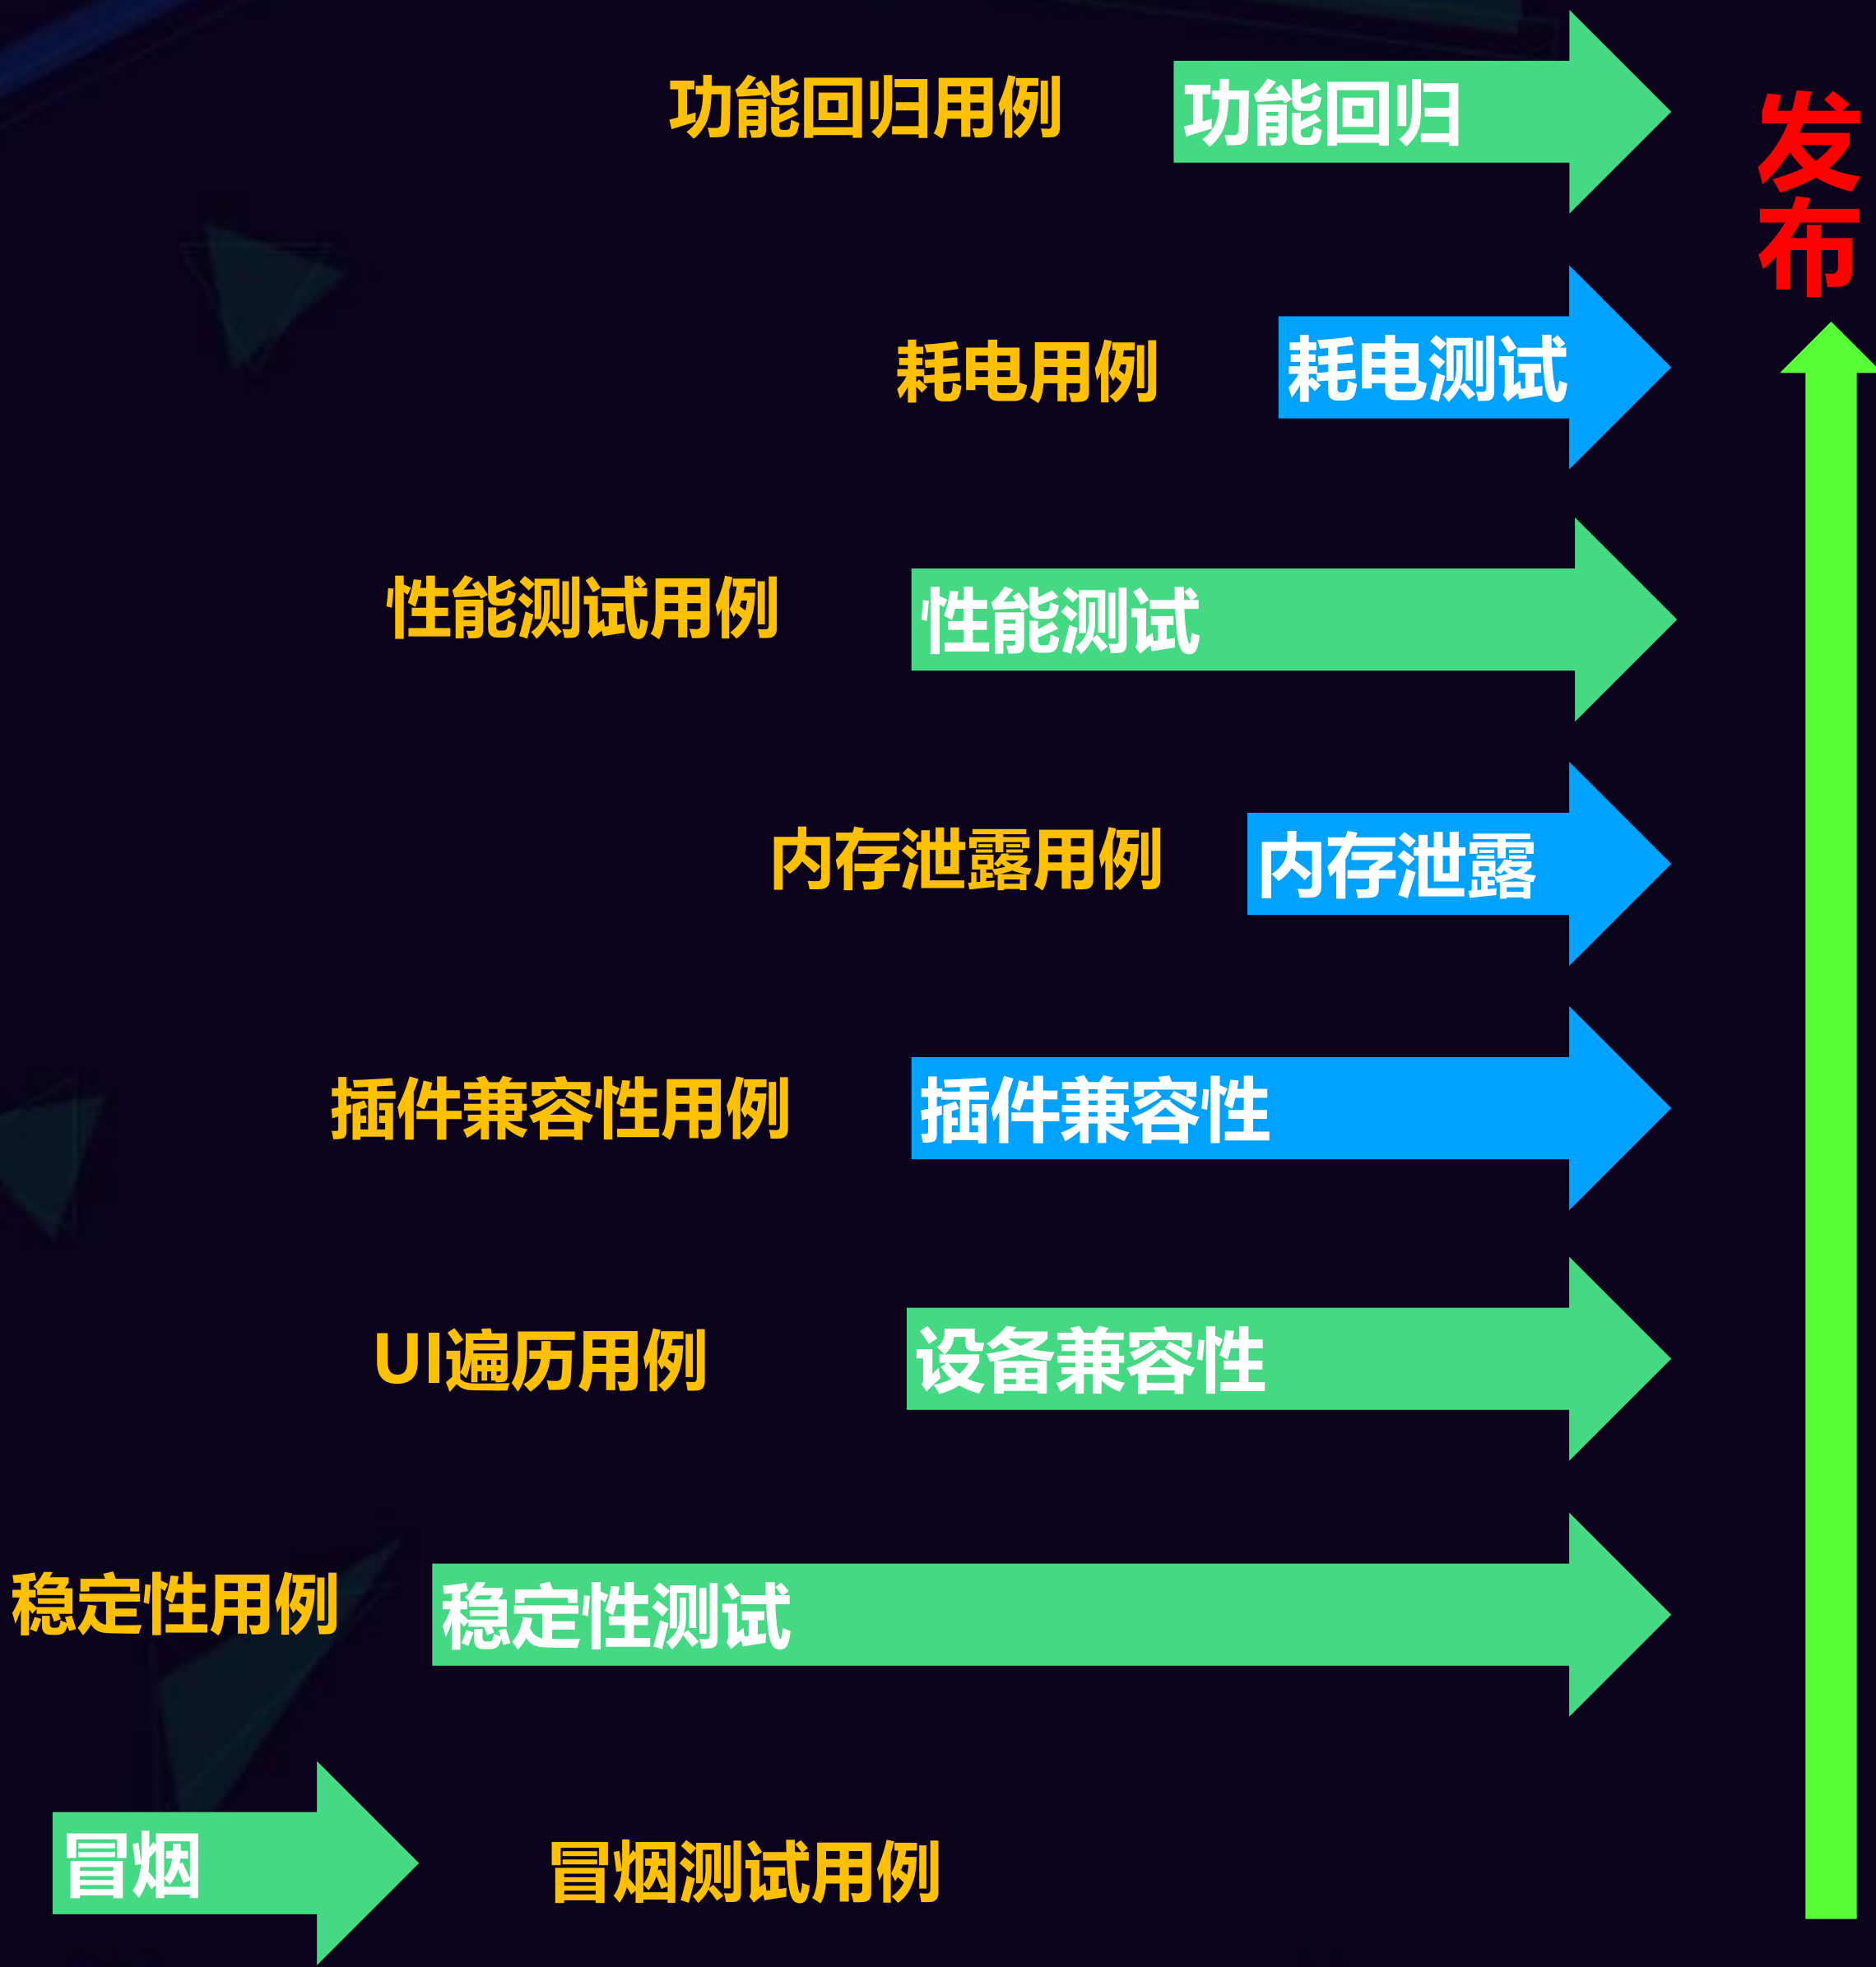 功能回归用例
功能回归
发布
耗电用例
耗电测试
性能测试用例
性能测试
内存泄露用例
内存泄露
插件兼容性用例
插件兼容性
UI遍历用例
设备兼容性
稳定性用例
稳定性测试
冒烟
冒烟测试用例